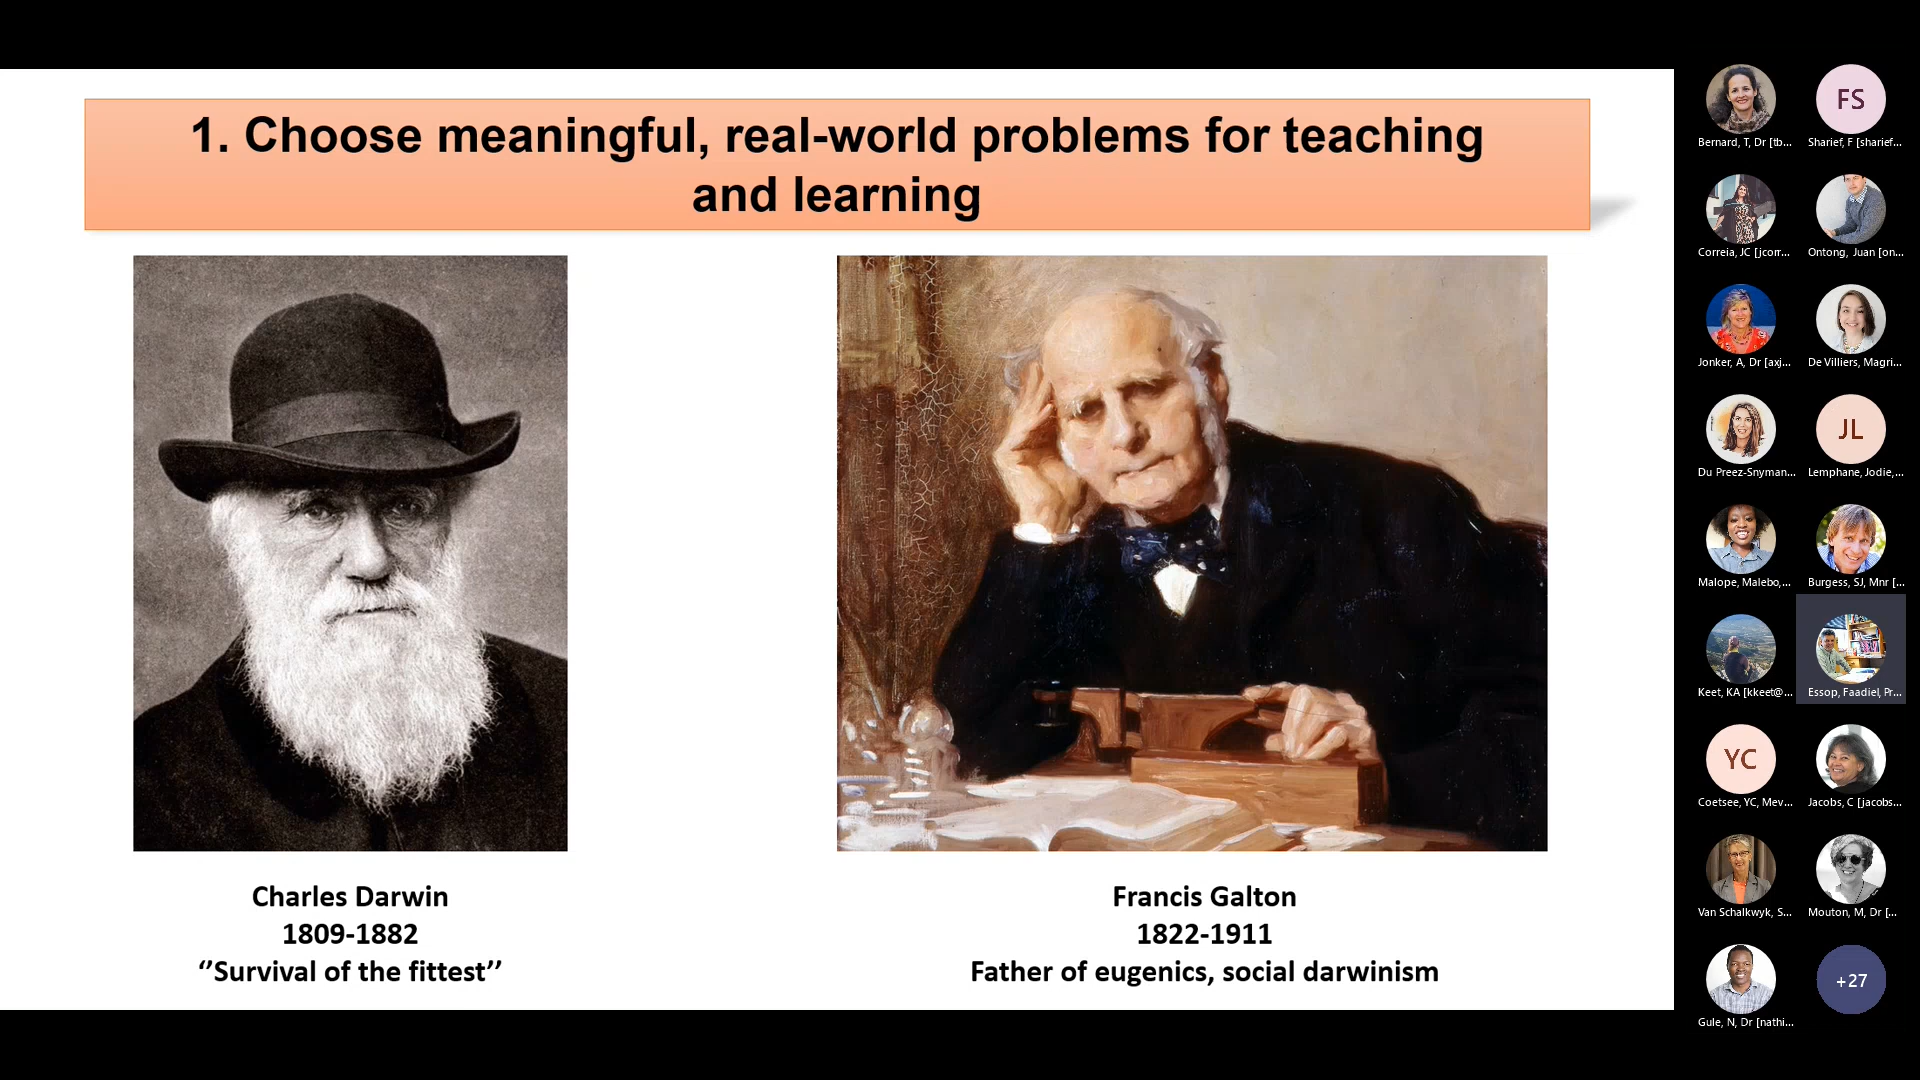 1. Choose meaningful, real-world problems for teaching
and learning
Charles Darwin
1809-1882
‘’Survival of the fittest’’
Francis Galton
1822-1911
Father of eugenics, social darwinism
Bernard, T, Dr [tb...
FS
Sharief, F [sharief...
Correia, JC [jcorr...
Ontong, Juan [on...
Jonker, A, Dr [axj...
De Villiers, Magri...
Du Preez-Snyman...
JL
Lemphane, Jodie,...
Malope, Malebo,...
Burgess, SJ, Mnr [...
Keet, KA [kkeet@...
Essop, Faadiel, Pr...
YC
Coetsee, YC, Mev...
Jacobs, C [jacobs...
Van Schalkwyk, S...
Mouton, M, Dr [...
Gule, N, Dr [nathi...
+27